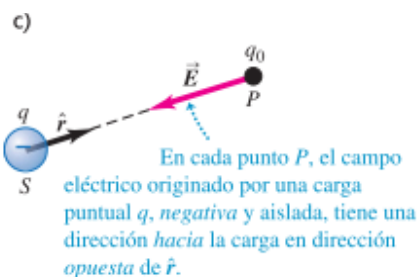 c)
q₀
E⃗
P
q
r̂
S
En cada punto P, el campo
eléctrico originado por una carga
puntual q, negativa y aislada, tiene una
dirección hacia la carga en dirección
opuesta de r̂.